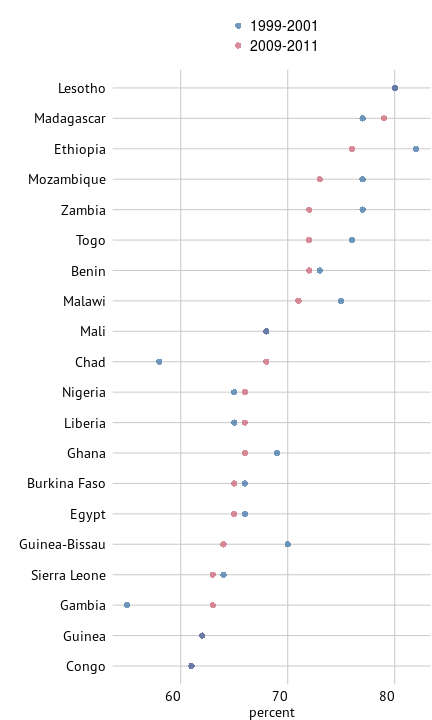 1999-2001
2009-2011
Lesotho
Madagascar
Ethiopia
Mozambique
Zambia
Togo
Benin
Malawi
Mali
Chad
Nigeria
Liberia
Ghana
Burkina Faso
Egypt
Guinea-Bissau
Sierra Leone
Gambia
Guinea
Congo
60 70 80
percent